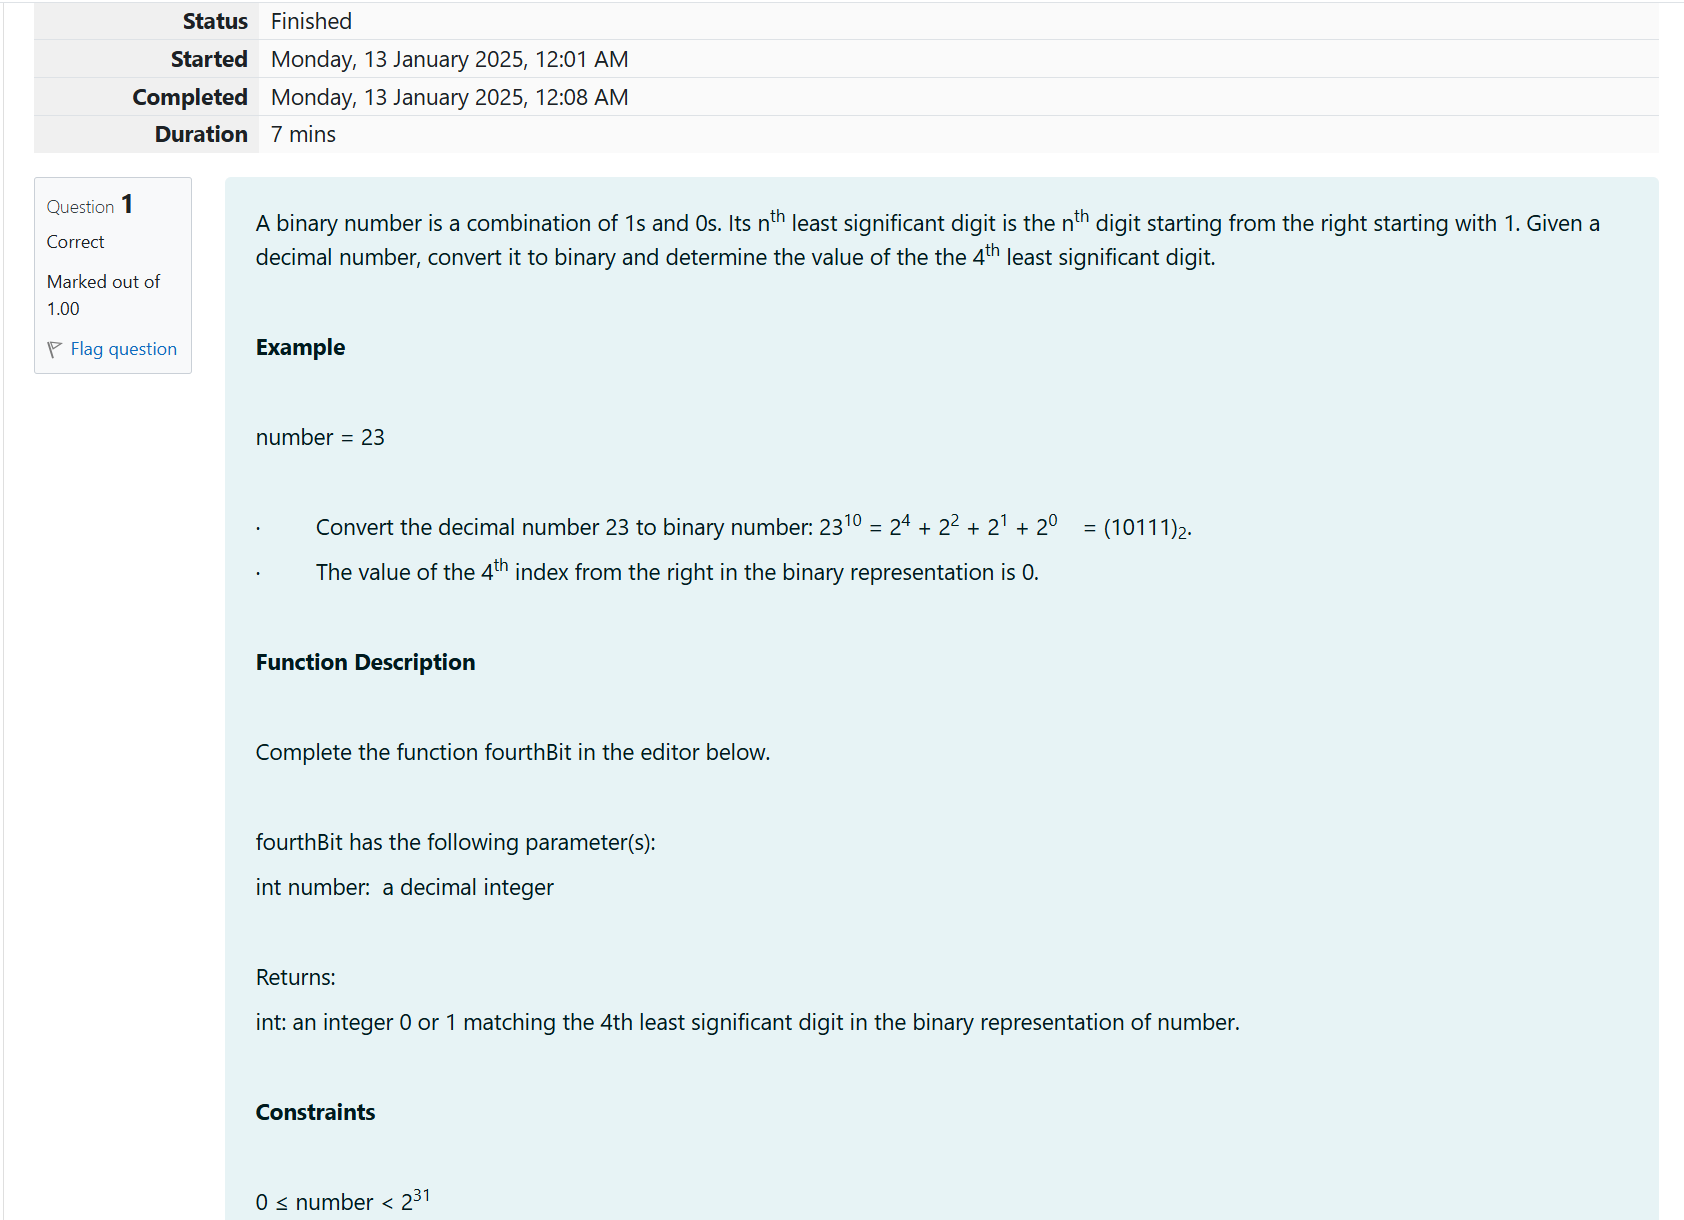 Status Finished
Started Monday, 13 January 2025, 12:01 AM
Completed Monday, 13 January 2025, 12:08 AM
Duration 7 mins
Question 1
Correct
Marked out of
1.00
Flag question
A binary number is a combination of 1s and 0s. Its nth least significant digit is the nth digit starting from the right starting with 1. Given a
decimal number, convert it to binary and determine the value of the the 4th least significant digit.
Example
number = 23
· Convert the decimal number 23 to binary number: 23¹⁰ = 2⁴ + 2² + 2¹ + 2⁰ = (10111)₂.
· The value of the 4th index from the right in the binary representation is 0.
Function Description
Complete the function fourthBit in the editor below.
fourthBit has the following parameter(s):
int number: a decimal integer
Returns:
int: an integer 0 or 1 matching the 4th least significant digit in the binary representation of number.
Constraints
0 ≤ number < 2³¹